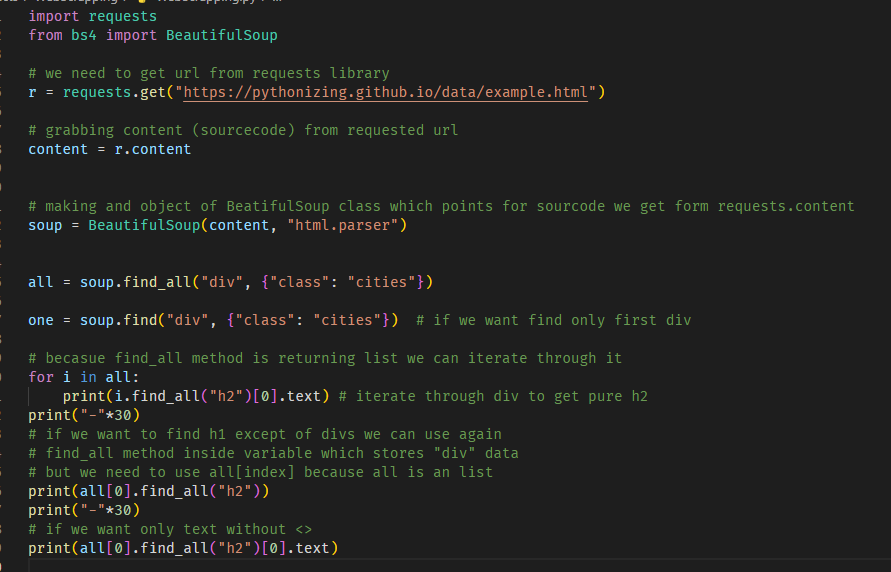 import requests
from bs4 import BeautifulSoup
# we need to get url from requests library
r = requests.get("https://pythonizing.github.io/data/example.html")
# grabbing content (sourcecode) from requested url
content = r.content
# making and object of BeatifulSoup class which points for sourcode we get form requests.content
soup = BeautifulSoup(content, "html.parser")
all = soup.find_all("div", {"class": "cities"})
one = soup.find("div", {"class": "cities"})  # if we want find only first div
# becasue find_all method is returning list we can iterate through it
for i in all:
    print(i.find_all("h2")[0].text) # iterate through div to get pure h2
print("-"*30)
# if we want to find h1 except of divs we can use again
# find_all method inside variable which stores "div" data
# but we need to use all[index] because all is an list
print(all[0].find_all("h2"))
print("-"*30)
# if we want only text without <>
print(all[0].find_all("h2")[0].text)